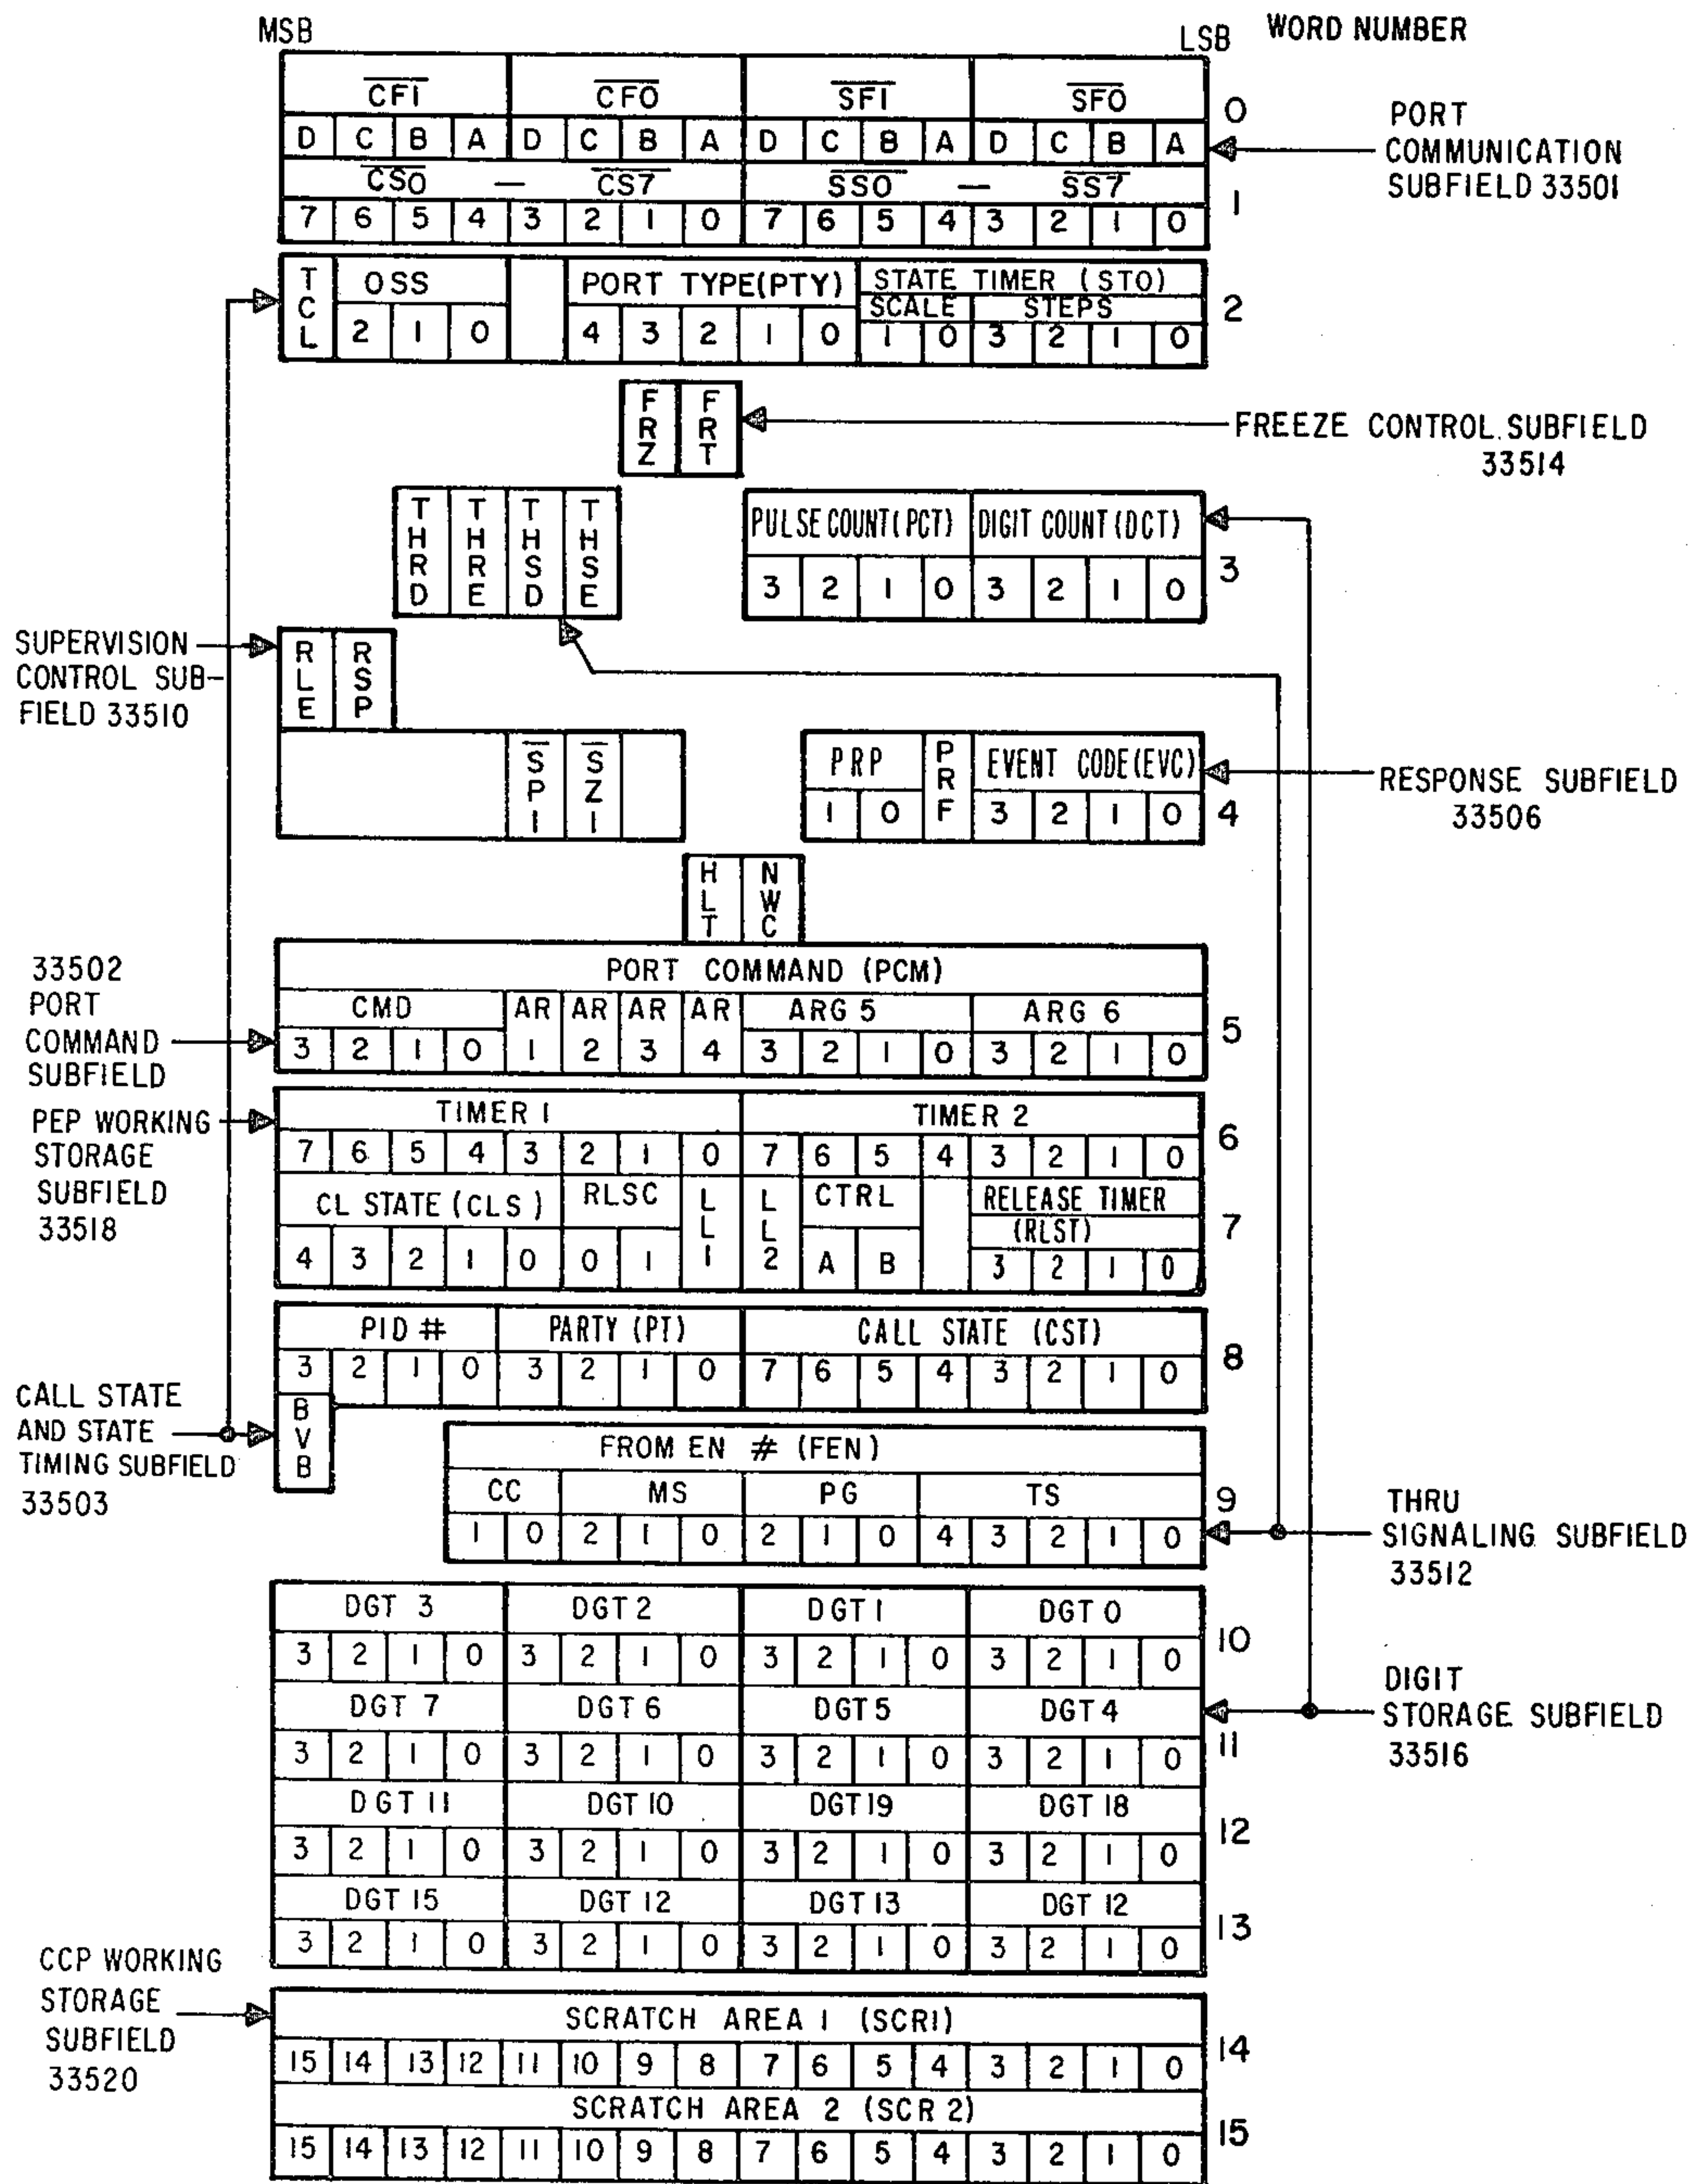 MSB LSB WORD NUMBER
CFI CFO SFI SFO 0
D C B A D C B A D C B A D C B A
PORT
COMMUNICATION
SUBFIELD 33501
CSO — CS7 SSO — SS7 1
7 6 5 4 3 2 1 0 7 6 5 4 3 2 1 0
TCL OSS PORT TYPE(PTY) STATE TIMER (STO) 2
SCALE STEPS
2 1 0 4 3 2 1 0 1 0 3 2 1 0
FRZ FRT
FREEZE CONTROL SUBFIELD
33514
THRD THRE THSD THSE PULSE COUNT(PCT) DIGIT COUNT(DCT) 3
3 2 1 0 3 2 1 0
SUPERVISION
CONTROL SUB-
FIELD 33510
RLE RSP
SPI SZI PRP PRF EVENT CODE(EVC) 4
1 0 3 2 1 0
RESPONSE SUBFIELD
33506
HLT NWC
33502
PORT
COMMAND
SUBFIELD
PORT COMMAND (PCM) 5
CMD AR AR AR AR ARG 5 ARG 6
3 2 1 0 1 2 3 4 3 2 1 0 3 2 1 0
PEP WORKING
STORAGE
SUBFIELD
33518
TIMER 1 TIMER 2 6
7 6 5 4 3 2 1 0 7 6 5 4 3 2 1 0
CL STATE (CLS) RLSC LL1 LL2 CTRL RELEASE TIMER 7
(RLST)
4 3 2 1 0 0 1 A B 3 2 1 0
PID # PARTY (PT) CALL STATE (CST) 8
3 2 1 0 3 2 1 0 7 6 5 4 3 2 1 0
CALL STATE
AND STATE
TIMING SUBFIELD
33503
BVB
FROM EN # (FEN) 9
CC MS PG TS
1 0 2 1 0 2 1 0 4 3 2 1 0
THRU
SIGNALING SUBFIELD
33512
DGT 3 DGT 2 DGT 1 DGT 0 10
3 2 1 0 3 2 1 0 3 2 1 0 3 2 1 0
DGT 7 DGT 6 DGT 5 DGT 4 11
3 2 1 0 3 2 1 0 3 2 1 0 3 2 1 0
DIGIT
STORAGE SUBFIELD
33516
DGT 11 DGT 10 DGT 19 DGT 18 12
3 2 1 0 3 2 1 0 3 2 1 0 3 2 1 0
DGT 15 DGT 12 DGT 13 DGT 12 13
3 2 1 0 3 2 1 0 3 2 1 0 3 2 1 0
CCP WORKING
STORAGE
SUBFIELD
33520
SCRATCH AREA 1 (SCR1) 14
15 14 13 12 11 10 9 8 7 6 5 4 3 2 1 0
SCRATCH AREA 2 (SCR 2) 15
15 14 13 12 11 10 9 8 7 6 5 4 3 2 1 0